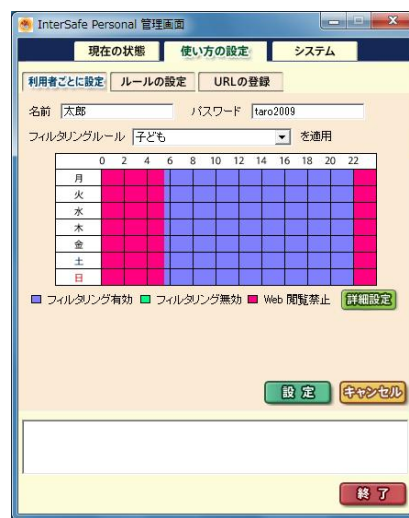 InterSafe Personal 管理画面
現在の状態 使い方の設定 システム
利用者ごとに設定 ルールの設定 URLの登録
名前 太郎 パスワード taro2009
フィルタリングルール 子ども を適用
0 2 4 6 8 10 12 14 16 18 20 22
月
火
水
木
金
土
日
フィルタリング有効 フィルタリング無効 Web 閲覧禁止 詳細設定
設定 キャンセル
終了